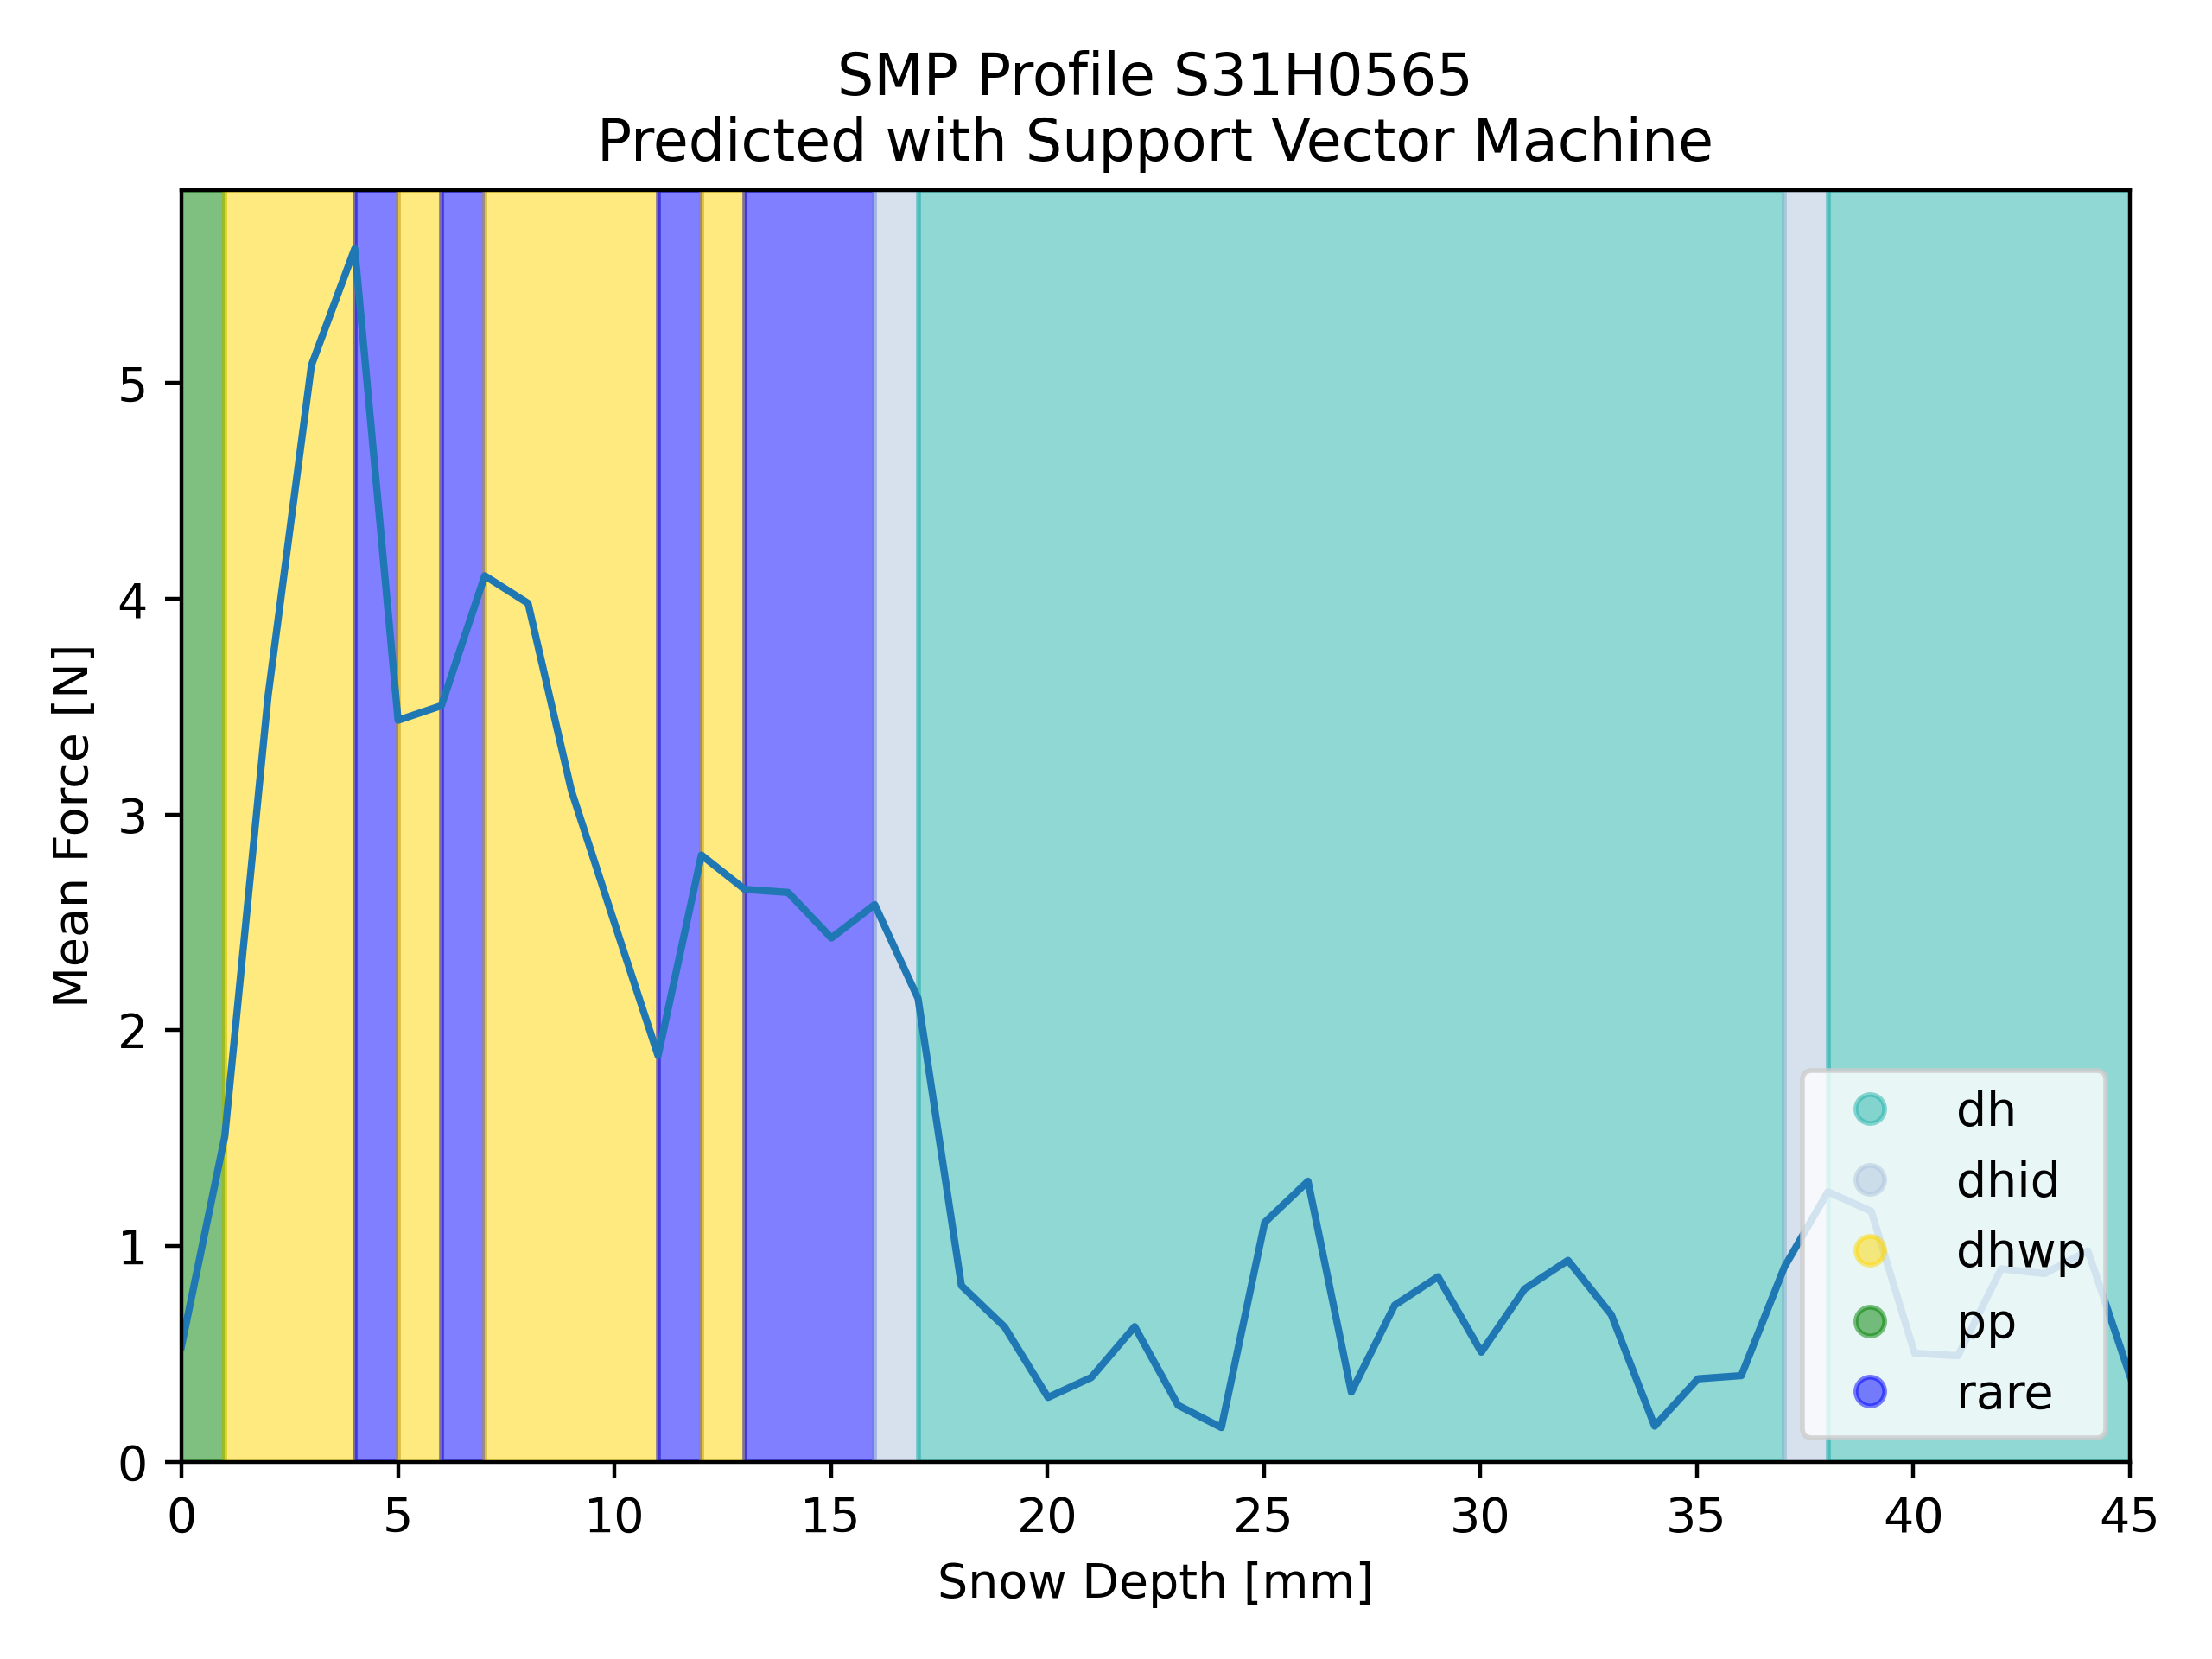 SMP Profile S31H0565
Predicted with Support Vector Machine
Mean Force [N]
5
4
3
2
1
0
dh
dhid
dhwp
pp
rare
0 5 10 15 20 25 30 35 40 45
Snow Depth [mm]